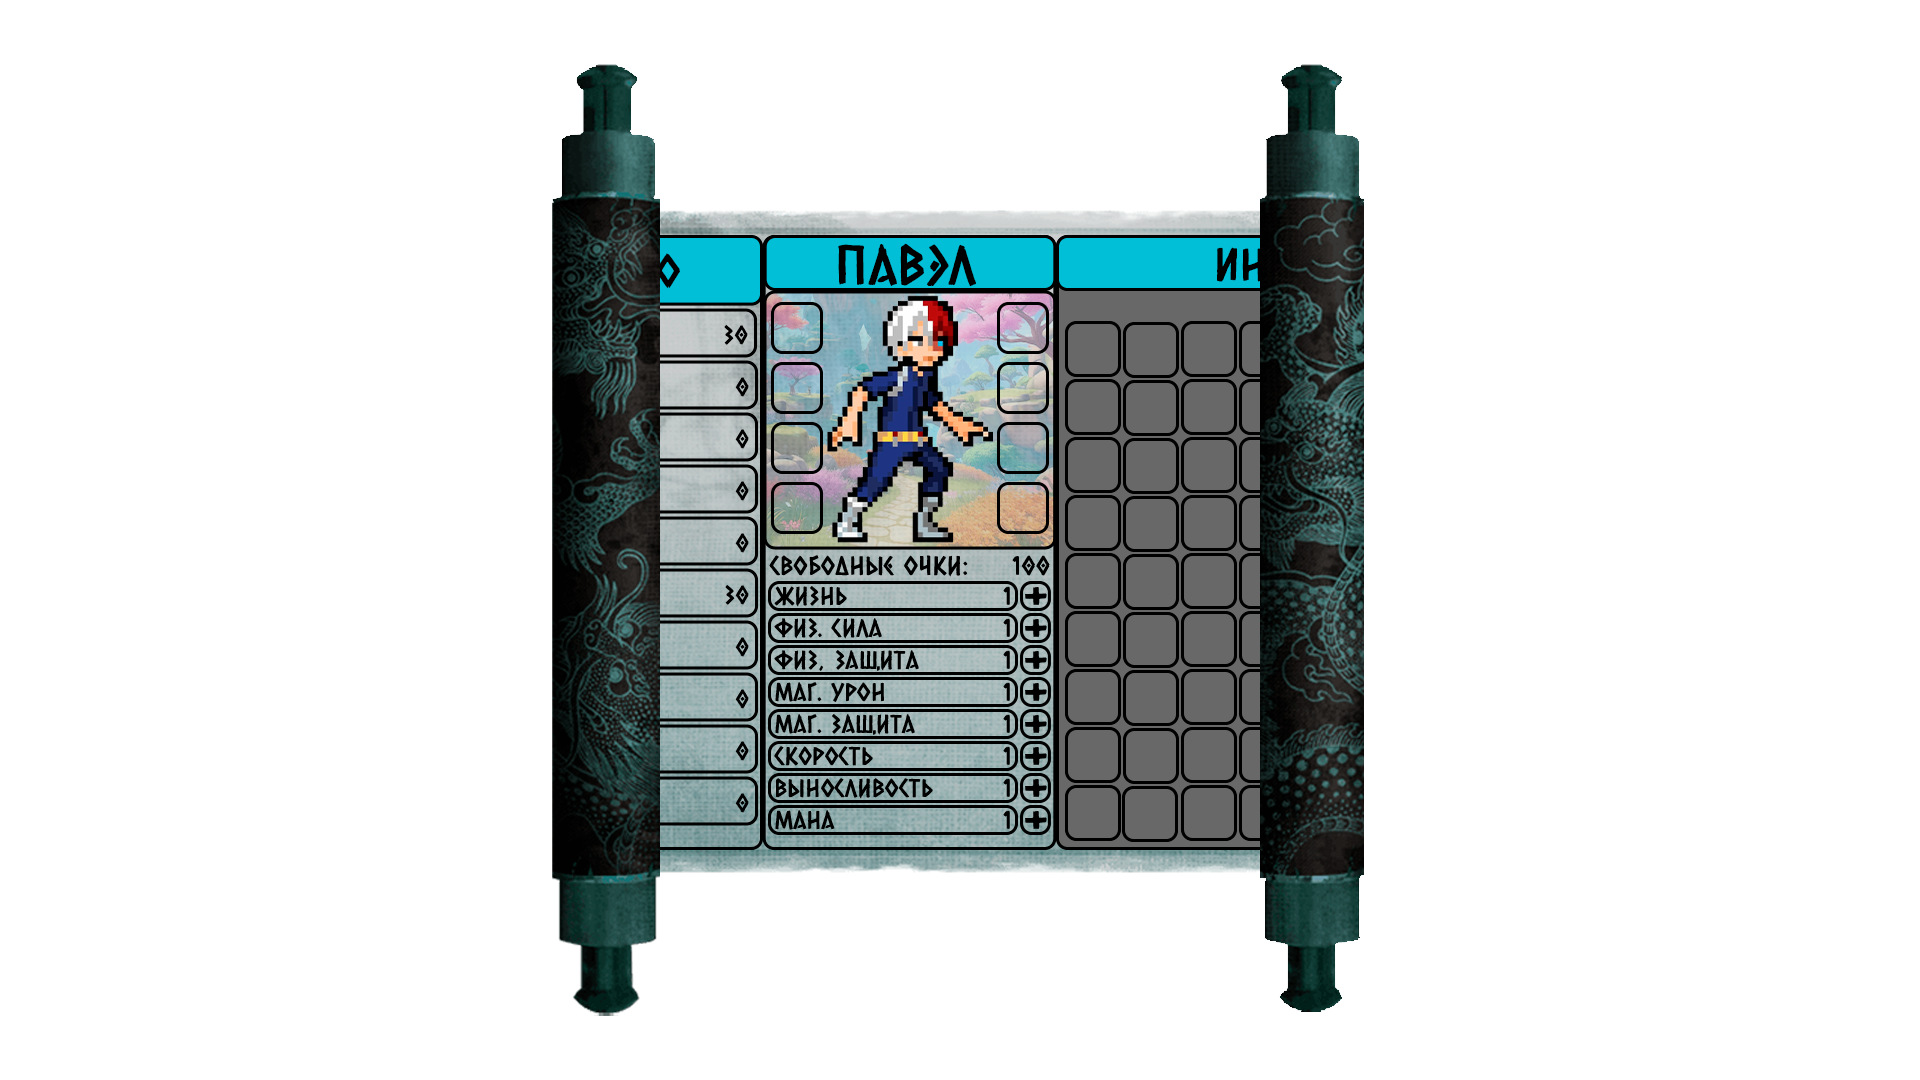 О
30
0
0
0
0
30
0
0
0
0
ПАВЭЛ
СВОБОДНЫЕ ОЧКИ: 100
ЖИЗНЬ 1 +
ФИЗ. СИЛА 1 +
ФИЗ. ЗАЩИТА 1 +
МАГ. УРОН 1 +
МАГ. ЗАЩИТА 1 +
СКОРОСТЬ 1 +
ВЫНОСЛИВОСТЬ 1 +
МАНА 1 +
ИН